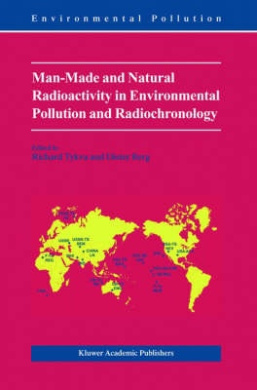 Environmental Pollution
Man-Made and Natural
Radioactivity in Environmental
Pollution and Radiochronology
Edited by
Richard Tykva and Dieter Berg
Kluwer Academic Publishers